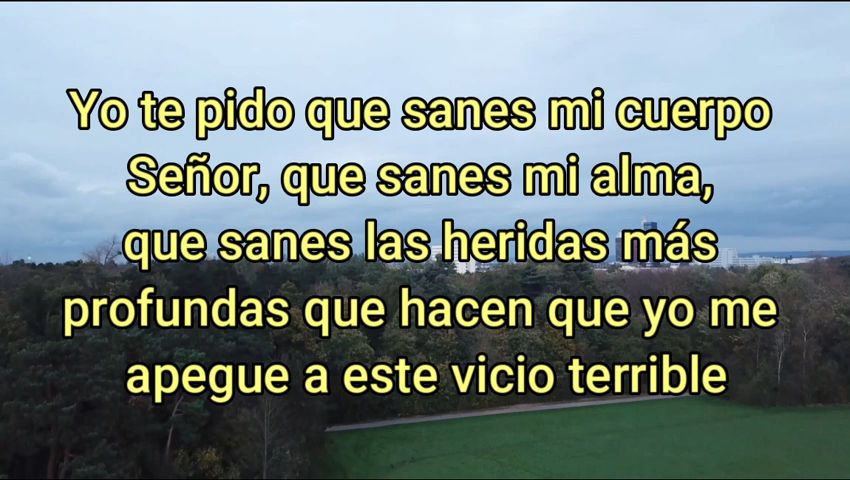 Yo te pido que sanes mi cuerpo
Señor, que sanes mi alma,
que sanes las heridas más
profundas que hacen que yo me
apegue a este vicio terrible